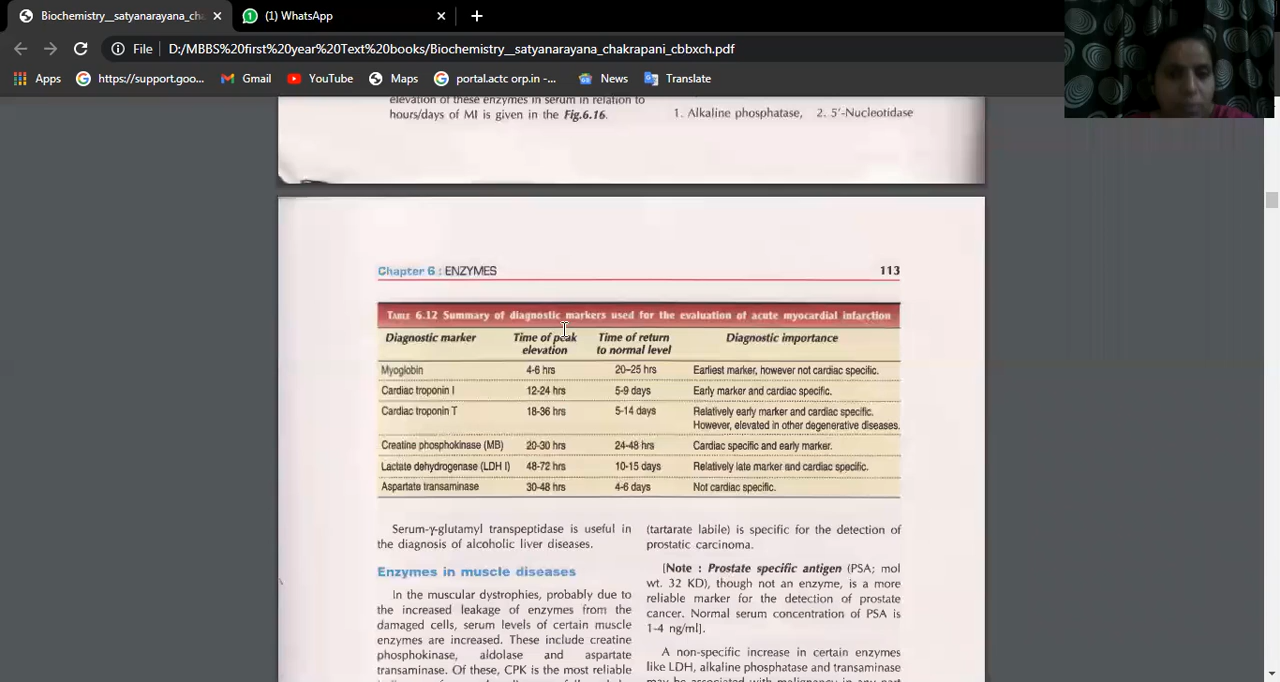 Biochemistry__satyanarayana_cha
(1) WhatsApp
File
D:/MBBS%20first%20year%20Text%20books/Biochemistry__satyanarayana_chakrapani_cbbxch.pdf
Apps
https://support.goo...
Gmail
YouTube
Maps
portal.actc orp.in -...
News
Translate
elevation of these enzymes in serum in relation to
hours/days of MI is given in the Fig.6.16.
1. Alkaline phosphatase, 2. 5'-Nucleotidase
Chapter 6 : ENZYMES
113
TABLE 6.12 Summary of diagnostic markers used for the evaluation of acute myocardial infarction
Diagnostic marker
Time of peak
elevation
Time of return
to normal level
Diagnostic importance
Myoglobin
4-6 hrs
20–25 hrs
Earliest marker, however not cardiac specific.
Cardiac troponin I
12-24 hrs
5-9 days
Early marker and cardiac specific.
Cardiac troponin T
18-36 hrs
5-14 days
Relatively early marker and cardiac specific.
However, elevated in other degenerative diseases.
Creatine phosphokinase (MB)
20-30 hrs
24-48 hrs
Cardiac specific and early marker.
Lactate dehydrogenase (LDH I)
48-72 hrs
10-15 days
Relatively late marker and cardiac specific.
Aspartate transaminase
30-48 hrs
4-6 days
Not cardiac specific.
Serum-γ-glutamyl transpeptidase is useful in
the diagnosis of alcoholic liver diseases.
Enzymes in muscle diseases
In the muscular dystrophies, probably due to
the increased leakage of enzymes from the
damaged cells, serum levels of certain muscle
enzymes are increased. These include creatine
phosphokinase, aldolase and aspartate
transaminase. Of these, CPK is the most reliable
(tartarate labile) is specific for the detection of
prostatic carcinoma.
[Note : Prostate specific antigen (PSA; mol
wt. 32 KD), though not an enzyme, is a more
reliable marker for the detection of prostate
cancer. Normal serum concentration of PSA is
1-4 ng/ml].
A non-specific increase in certain enzymes
like LDH, alkaline phosphatase and transaminase
may be associated with malignancy in any part